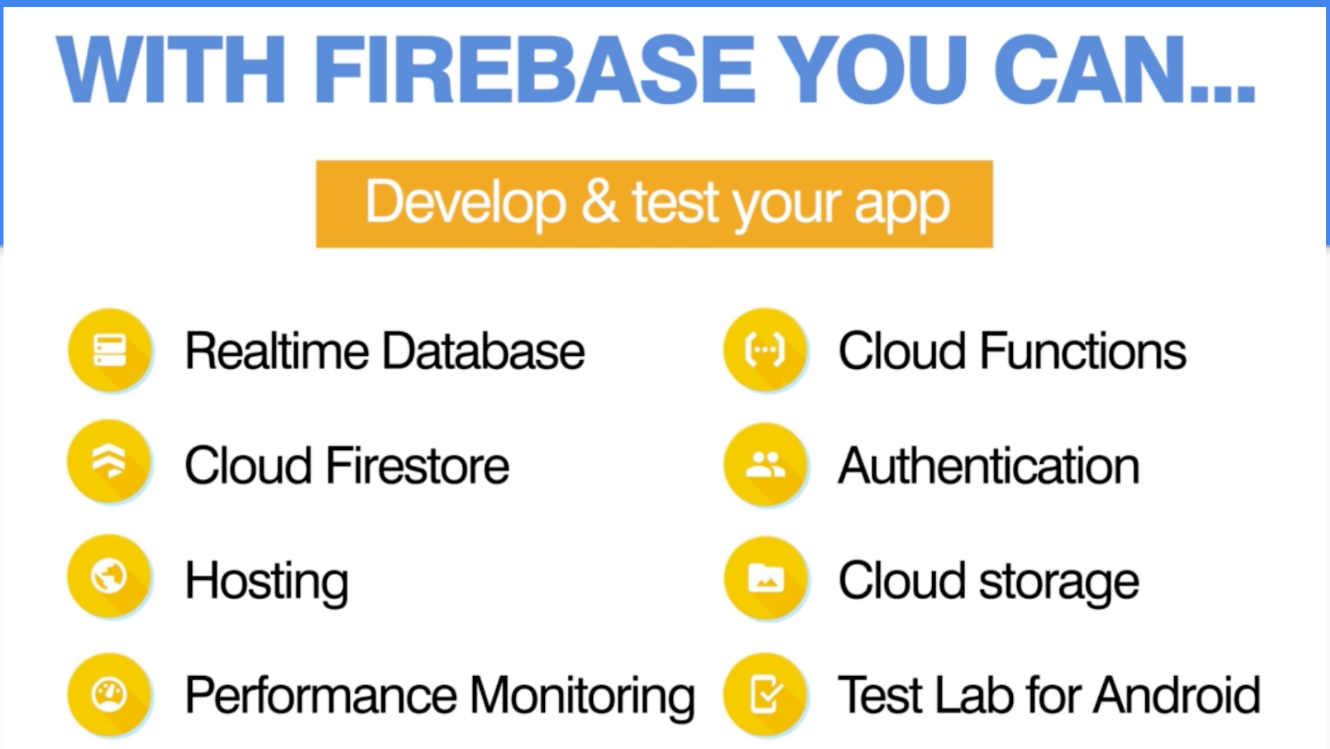 WITH FIREBASE YOU CAN...
Develop & test your app
Realtime Database
Cloud Functions
Cloud Firestore
Authentication
Hosting
Cloud storage
Performance Monitoring
Test Lab for Android